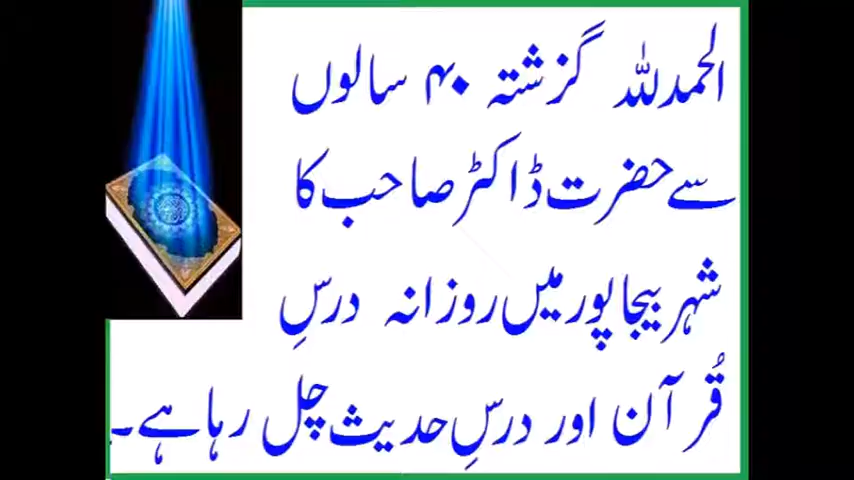 الحمدللہ گزشتہ ۴۰ سالوں
سے حضرت ڈاکٹر صاحب کا
شہر بیجاپور میں روزانہ درسِ
قُرآن اور درسِ حدیث چل رہا ہے۔